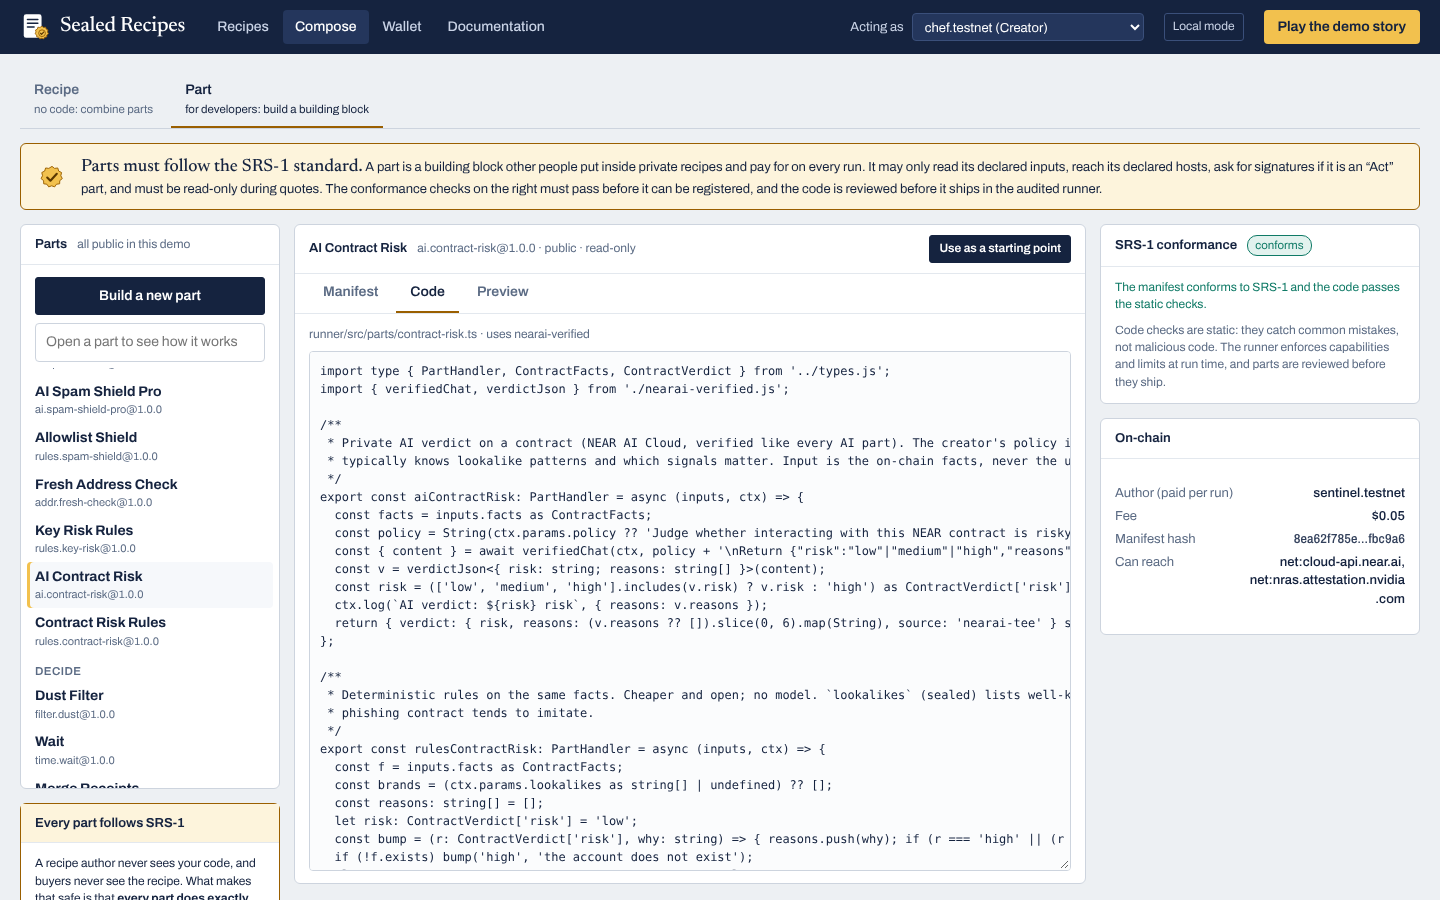 Sealed Recipes
Recipes
Compose
Wallet
Documentation
Acting as
chef.testnet (Creator)
Local mode
Play the demo story
Recipe
no code: combine parts
Part
for developers: build a building block
Parts must follow the SRS-1 standard. A part is a building block other people put inside private recipes and pay for on every run. It may only read its declared inputs, reach its declared hosts, ask for signatures if it is an “Act”
part, and must be read-only during quotes. The conformance checks on the right must pass before it can be registered, and the code is reviewed before it ships in the audited runner.
Parts all public in this demo
Build a new part
Open a part to see how it works
AI Spam Shield Pro
ai.spam-shield-pro@1.0.0
Allowlist Shield
rules.spam-shield@1.0.0
Fresh Address Check
addr.fresh-check@1.0.0
Key Risk Rules
rules.key-risk@1.0.0
AI Contract Risk
ai.contract-risk@1.0.0
Contract Risk Rules
rules.contract-risk@1.0.0
DECIDE
Dust Filter
filter.dust@1.0.0
Wait
time.wait@1.0.0
Merge Receipts
Every part follows SRS-1
A recipe author never sees your code, and
buyers never see the recipe. What makes
that safe is that every part does exactly
AI Contract Risk ai.contract-risk@1.0.0 · public · read-only
Use as a starting point
Manifest
Code
Preview
runner/src/parts/contract-risk.ts · uses nearai-verified
import type { PartHandler, ContractFacts, ContractVerdict } from '../types.js';
import { verifiedChat, verdictJson } from './nearai-verified.js';
/**
* Private AI verdict on a contract (NEAR AI Cloud, verified like every AI part). The creator's policy i
* typically knows lookalike patterns and which signals matter. Input is the on-chain facts, never the u
*/
export const aiContractRisk: PartHandler = async (inputs, ctx) => {
const facts = inputs.facts as ContractFacts;
const policy = String(ctx.params.policy ?? 'Judge whether interacting with this NEAR contract is risky
const { content } = await verifiedChat(ctx, policy + '\nReturn {"risk":"low"|"medium"|"high","reasons"
const v = verdictJson<{ risk: string; reasons: string[] }>(content);
const risk = (['low', 'medium', 'high'].includes(v.risk) ? v.risk : 'high') as ContractVerdict['risk']
ctx.log(`AI verdict: ${risk} risk`, { reasons: v.reasons });
return { verdict: { risk, reasons: (v.reasons ?? []).slice(0, 6).map(String), source: 'nearai-tee' } s
};
/**
* Deterministic rules on the same facts. Cheaper and open; no model. `lookalikes` (sealed) lists well-k
* phishing contract tends to imitate.
*/
export const rulesContractRisk: PartHandler = async (inputs, ctx) => {
const f = inputs.facts as ContractFacts;
const brands = (ctx.params.lookalikes as string[] | undefined) ?? [];
const reasons: string[] = [];
let risk: ContractVerdict['risk'] = 'low';
const bump = (r: ContractVerdict['risk'], why: string) => { reasons.push(why); if (r === 'high' || (r
if (!f.exists) bump('high', 'the account does not exist');
SRS-1 conformance
conforms
The manifest conforms to SRS-1 and the code passes
the static checks.
Code checks are static: they catch common mistakes,
not malicious code. The runner enforces capabilities
and limits at run time, and parts are reviewed before
they ship.
On-chain
Author (paid per run) sentinel.testnet
Fee $0.05
Manifest hash 8ea62f785e…fbc9a6
Can reach net:cloud-api.near.ai,
net:nras.attestation.nvidia
.com